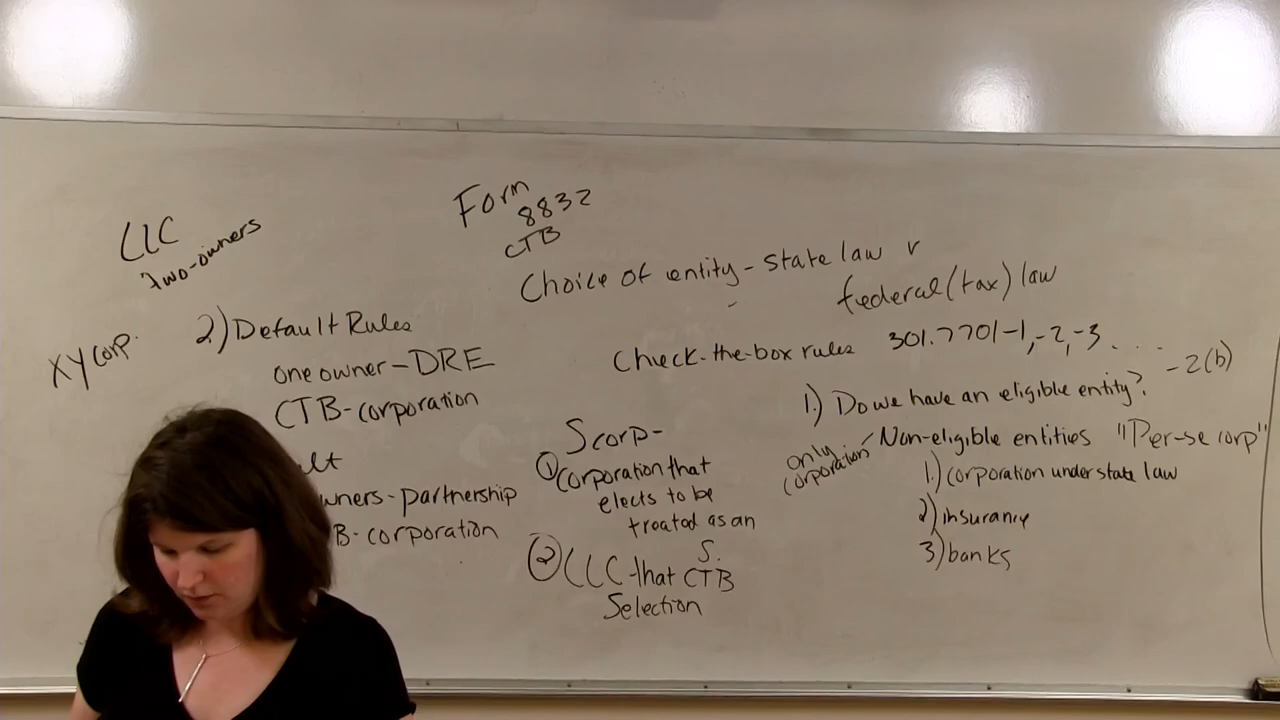 LLC
two-owners
XY Corp.
2.) Default Rules
one owner - DRE
CTB - corporation
ult
wners - partnership
B - corporation
Form
8832
CTB
Choice of entity - state law v
federal (tax) law
Check-the-box rules 301.7701-1, -2, -3 . . . .
1.) Do we have an eligible entity? -2(b)
only corporation
Non-eligible entities "Per-se corp"
1.) corporation under state law
2) insurance
3) banks
S corp -
① corporation that
elects to be
treated as an
S.
② LLC that CTB
Selection